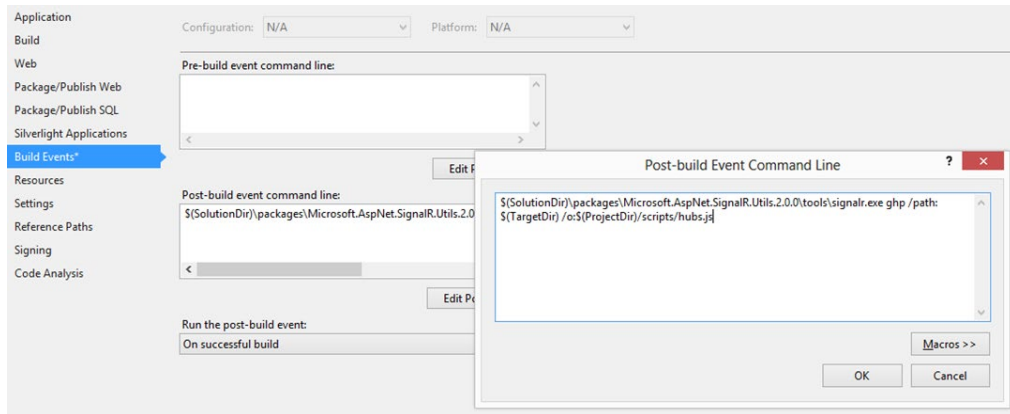 Application
Build
Web
Package/Publish Web
Package/Publish SQL
Silverlight Applications
Build Events*
Resources
Settings
Reference Paths
Signing
Code Analysis
Configuration: N/A Platform: N/A
Pre-build event command line:
Edit P
Post-build event command line:
$(SolutionDir)\packages\Microsoft.AspNet.SignalR.Utils.2.0
Edit Po
Run the post-build event:
On successful build
Post-build Event Command Line ? ×
$(SolutionDir)\packages\Microsoft.AspNet.SignalR.Utils.2.0.0\tools\signalr.exe ghp /path:
$(TargetDir) /o:$(ProjectDir)/scripts/hubs.js
Macros >>
OK Cancel